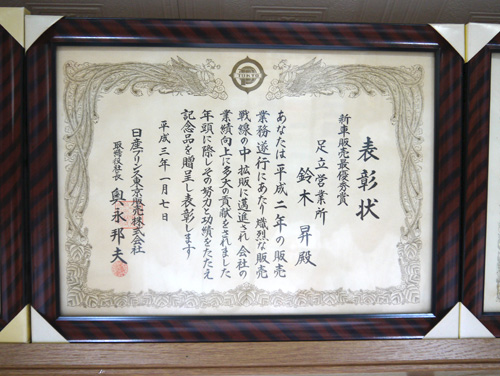 TOKYO
表彰状
新車販売最優秀賞
足立営業所
鈴木 昇殿
あなたは平成二年の販売
業務遂行にあたり熾烈な販売
戦線の中拡販に邁進され会社の
業績向上に多大の貢献をされました
年頭に際しその努力と功績をたたえ
記念品を贈呈し表彰します
平成三年一月七日
日産プリンス東京販売株式会社
取締役社長 奥永邦夫